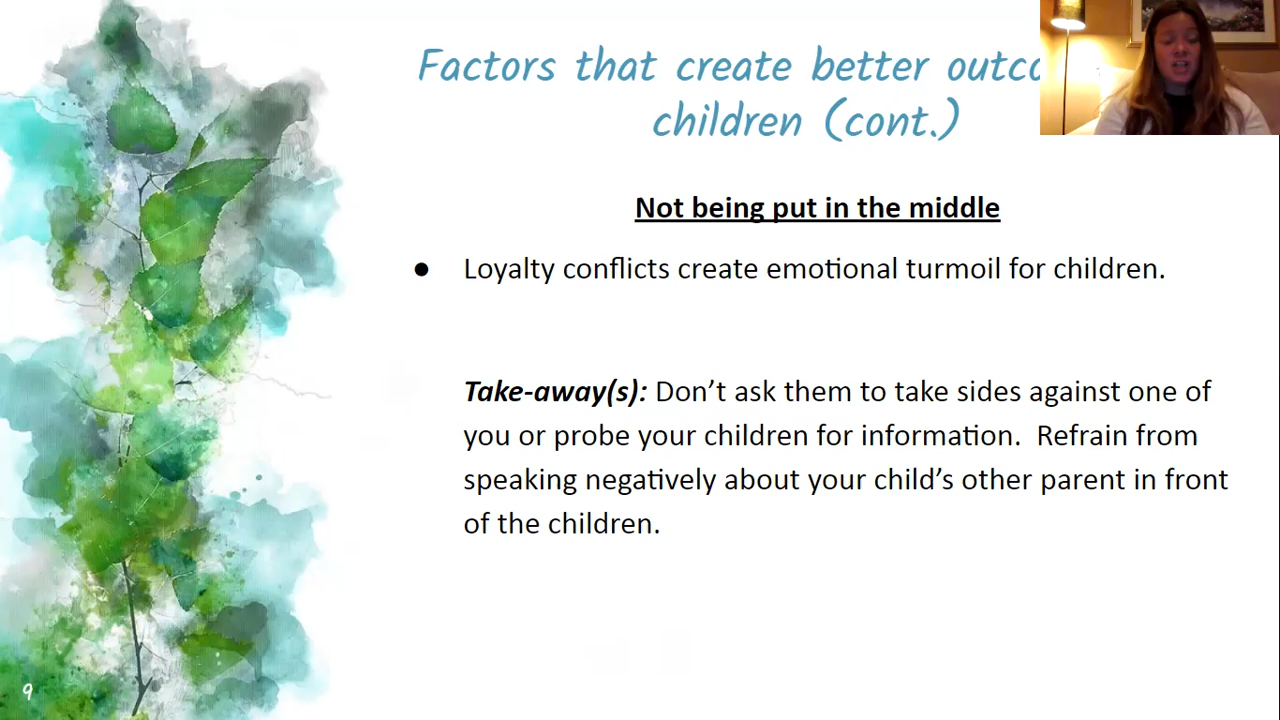 Factors that create better
children (cont.)
Not being put in the middle
● Loyalty conflicts create emotional turmoil for children.
Take-away(s): Don’t ask them to take sides against one of
you or probe your children for information.  Refrain from
speaking negatively about your child’s other parent in front
of the children.
9